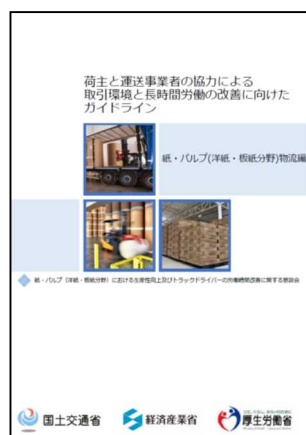 荷主と運送事業者の協力による
取引環境と長時間労働の改善に向けた
ガイドライン
紙・パルプ(洋紙・板紙分野)物流編
紙・パルプ(洋紙・板紙分野)における生産性向上及びトラックドライバーの労働時間改善に関する懇談会
国土交通省
経済産業省
厚生労働省